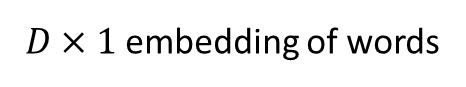 D × 1 embedding of words